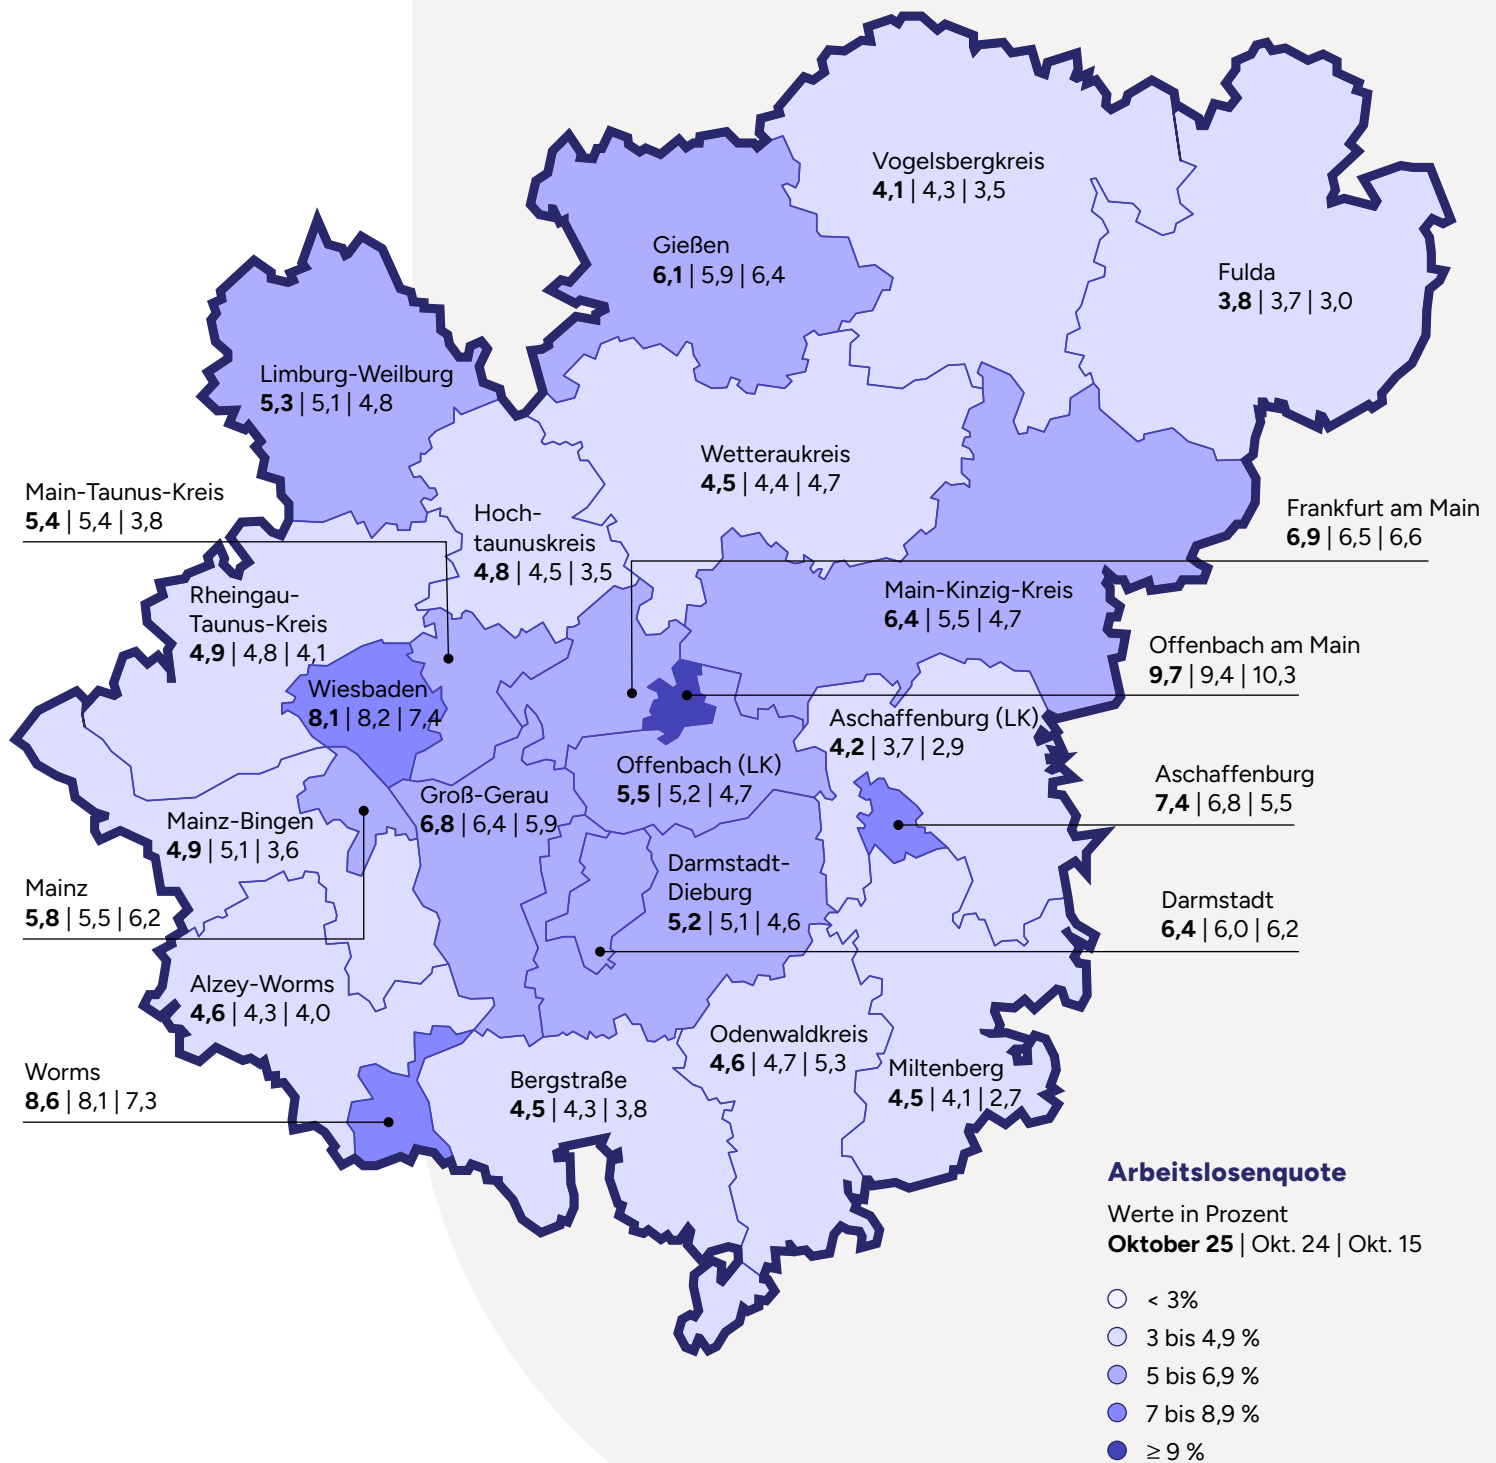 Vogelsbergkreis
4,1 | 4,3 | 3,5
Gießen
6,1 | 5,9 | 6,4
Fulda
3,8 | 3,7 | 3,0
Limburg-Weilburg
5,3 | 5,1 | 4,8
Wetteraukreis
4,5 | 4,4 | 4,7
Main-Taunus-Kreis
5,4 | 5,4 | 3,8
Hoch-
taunuskreis
4,8 | 4,5 | 3,5
Frankfurt am Main
6,9 | 6,5 | 6,6
Rheingau-
Taunus-Kreis
4,9 | 4,8 | 4,1
Main-Kinzig-Kreis
6,4 | 5,5 | 4,7
Offenbach am Main
9,7 | 9,4 | 10,3
Wiesbaden
8,1 | 8,2 | 7,4
Aschaffenburg (LK)
4,2 | 3,7 | 2,9
Offenbach (LK)
5,5 | 5,2 | 4,7
Aschaffenburg
7,4 | 6,8 | 5,5
Groß-Gerau
6,8 | 6,4 | 5,9
Mainz-Bingen
4,9 | 5,1 | 3,6
Darmstadt-
Dieburg
5,2 | 5,1 | 4,6
Mainz
5,8 | 5,5 | 6,2
Darmstadt
6,4 | 6,0 | 6,2
Alzey-Worms
4,6 | 4,3 | 4,0
Odenwaldkreis
4,6 | 4,7 | 5,3
Miltenberg
4,5 | 4,1 | 2,7
Worms
8,6 | 8,1 | 7,3
Bergstraße
4,5 | 4,3 | 3,8
Arbeitslosenquote
Werte in Prozent
Oktober 25 | Okt. 24 | Okt. 15
< 3%
3 bis 4,9 %
5 bis 6,9 %
7 bis 8,9 %
≥ 9 %